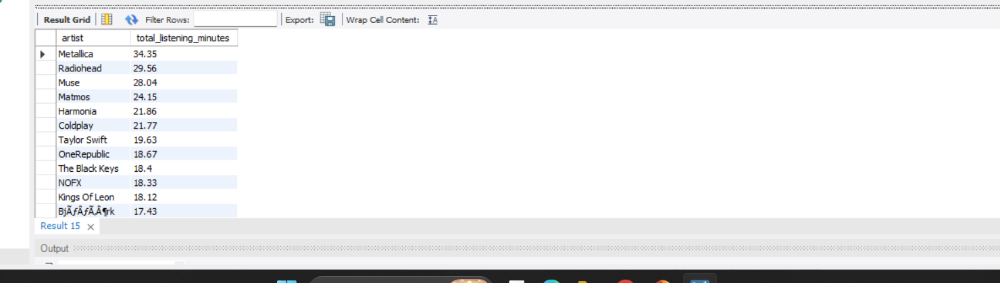 Result Grid Filter Rows: Export: Wrap Cell Content:
artist total_listening_minutes
Metallica 34.35
Radiohead 29.56
Muse 28.04
Matmos 24.15
Harmonia 21.86
Coldplay 21.77
Taylor Swift 19.63
OneRepublic 18.67
The Black Keys 18.4
NOFX 18.33
Kings Of Leon 18.12
BjÃƒÂƒÃ‚Â¶rk 17.43
Result 15
Output